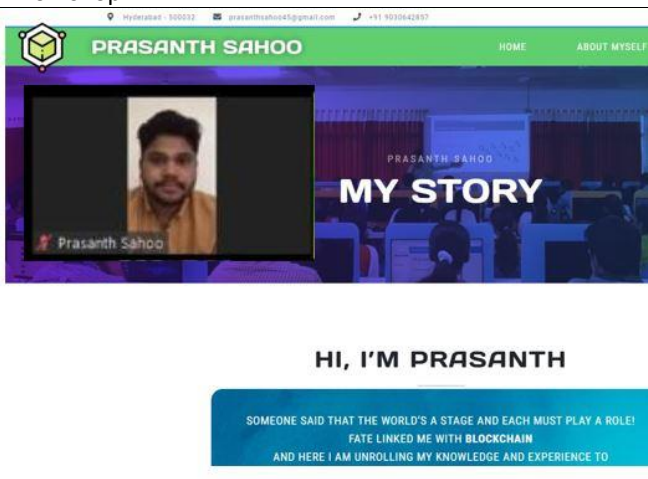 Hyderabad - 500032 prasanthsahoo45@gmail.com +91 9030642857
PRASANTH SAHOO HOME ABOUT MYSELF
PRASANTH SAHOO
MY STORY
Prasanth Sahoo
HI, I'M PRASANTH
SOMEONE SAID THAT THE WORLD'S A STAGE AND EACH MUST PLAY A ROLE!
FATE LINKED ME WITH BLOCKCHAIN
AND HERE I AM UNROLLING MY KNOWLEDGE AND EXPERIENCE TO